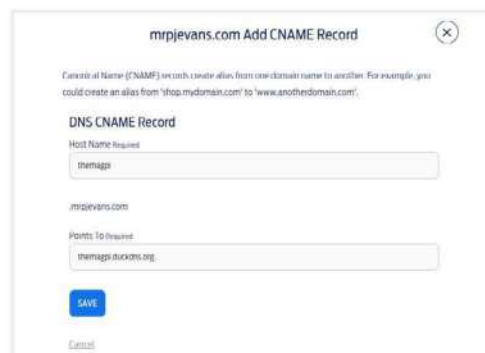 mrpjevans.com Add CNAME Record
Canonical Name (CNAME) records create alias from one domain name to another. For example, you
could create an alias from 'shop.mydomain.com' to 'www.anotherdomain.com'.
DNS CNAME Record
Host Name Required
themagpi
.mrpjevans.com
Points To Required
themagpi.duckdns.org.
SAVE
Cancel